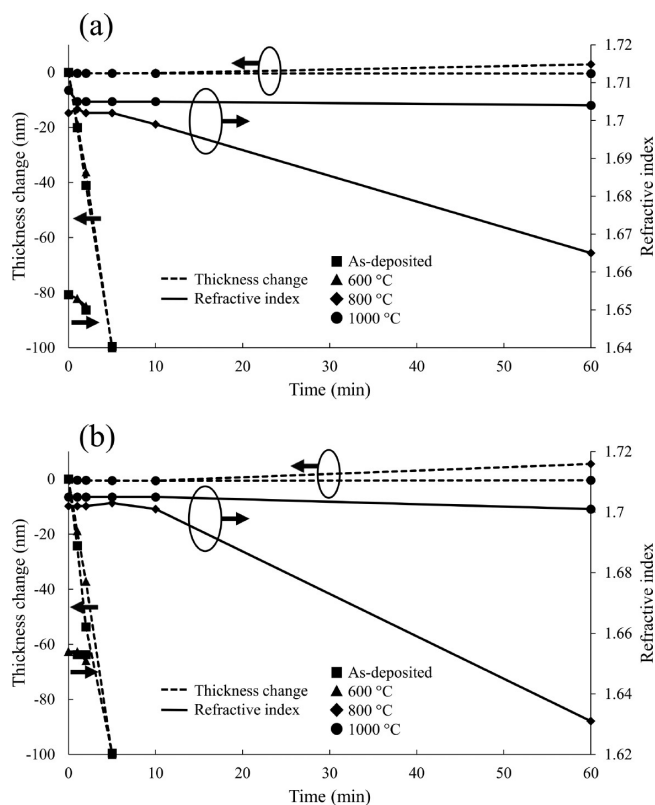 (a)
Thickness change (nm)
0
-20
-40
-60
-80
-100
1.72
1.71
1.7
1.69
1.68
1.67
1.66
1.65
1.64
Refractive index
Thickness change
Refractive index
As-deposited
600 °C
800 °C
1000 °C
0 10 20 30 40 50 60
Time (min)
(b)
Thickness change (nm)
0
-20
-40
-60
-80
-100
1.72
1.7
1.68
1.66
1.64
1.62
Refractive index
Thickness change
Refractive index
As-deposited
600 °C
800 °C
1000 °C
0 10 20 30 40 50 60
Time (min)